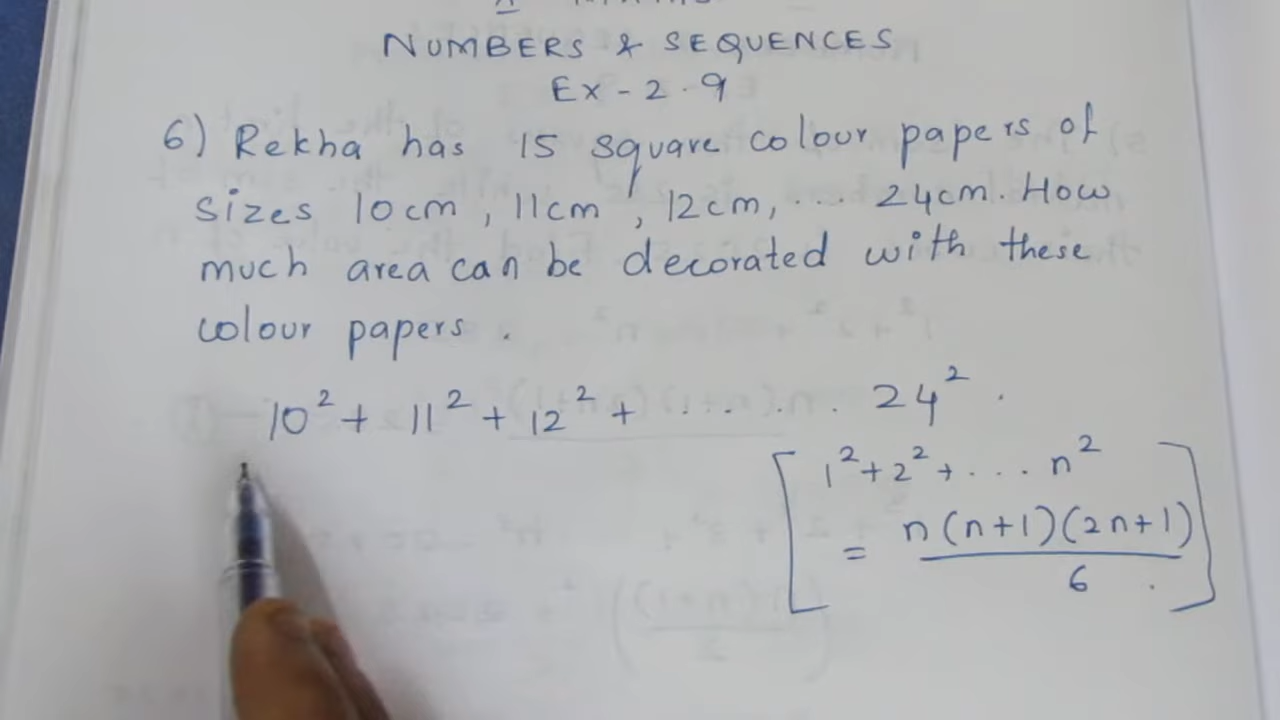 NUMBERS & SEQUENCES
Ex - 2.9
6) Rekha has 15 square colour papers of
sizes 10cm, 11cm, 12cm, ... 24cm. How
much area can be decorated with these
colour papers.
10² + 11² + 12² + ...... 24².
[1² + 2² + ... n²
= n(n+1)(2n+1)/6.]